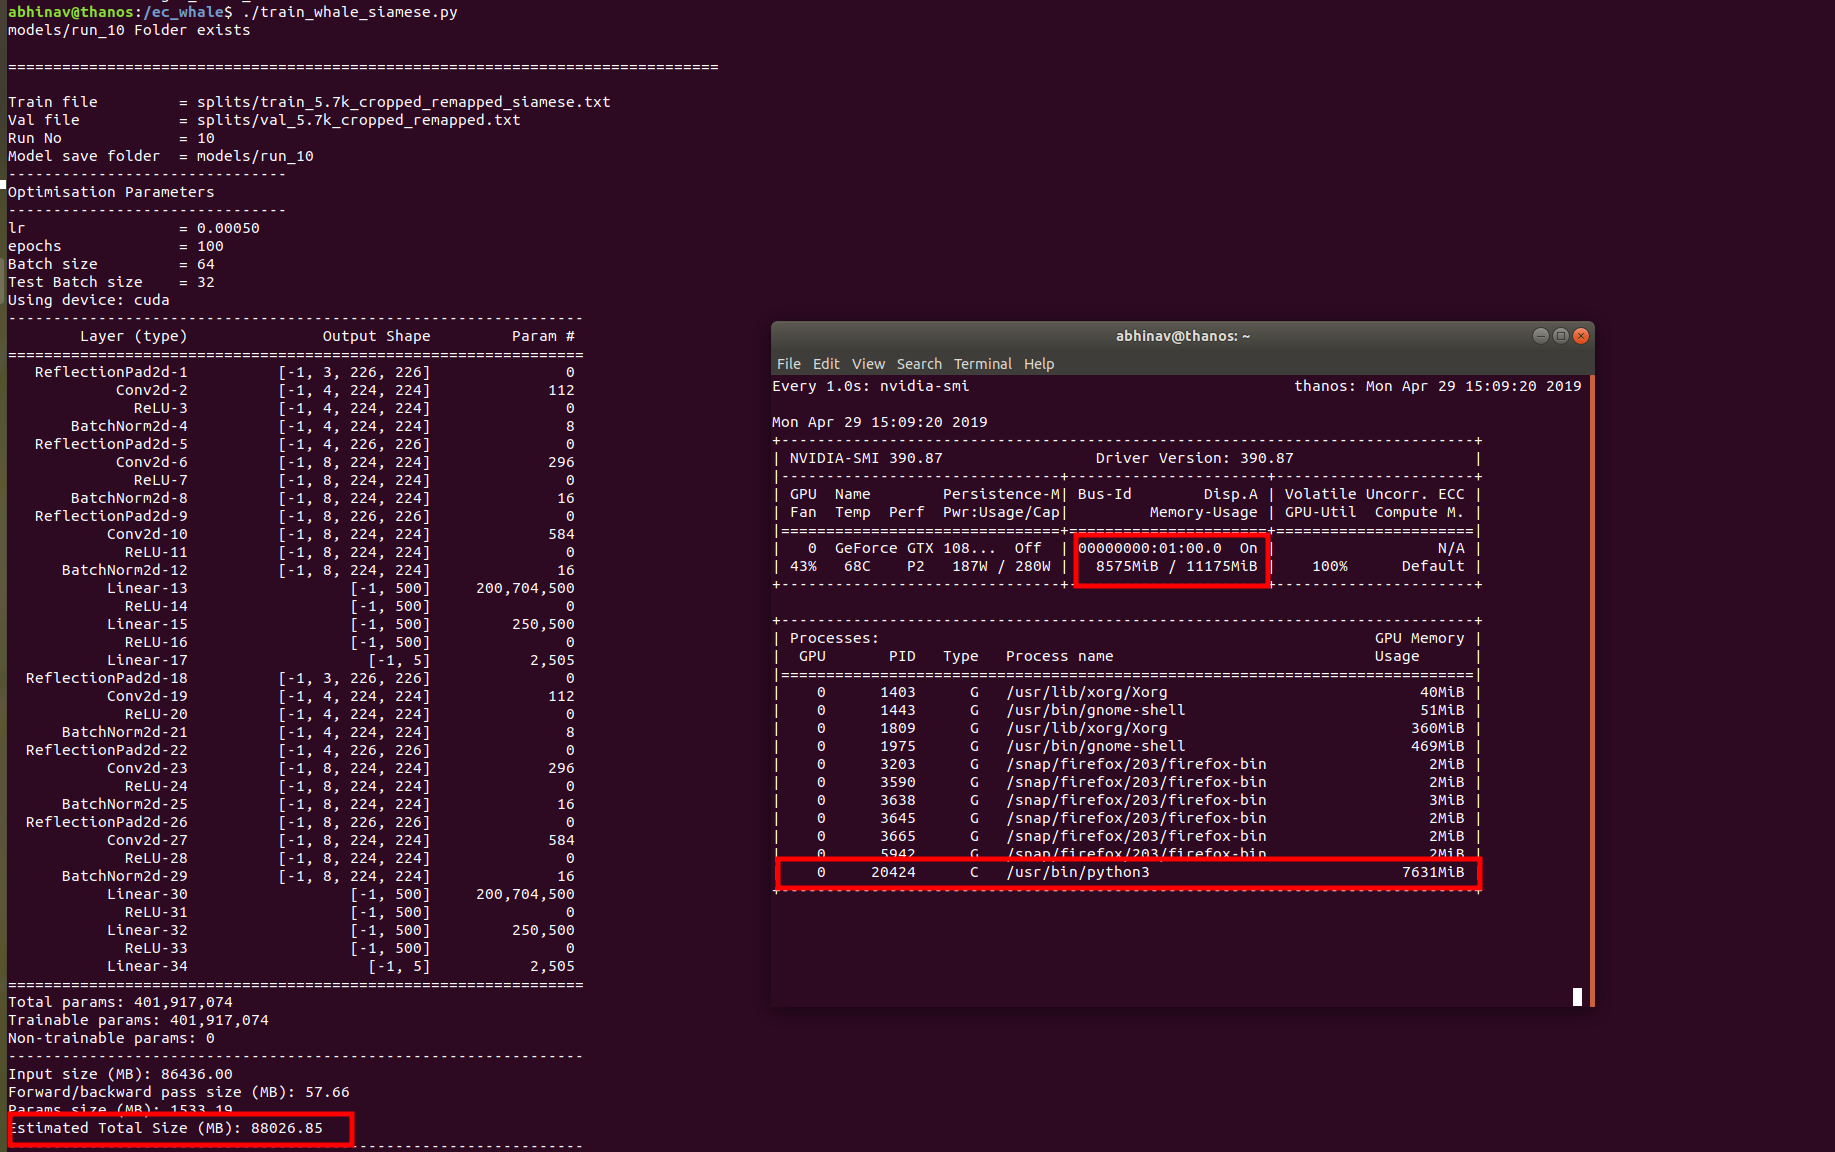 abhinav@thanos:/ec_whale$ ./train_whale_siamese.py
models/run_10 Folder exists
===============================================================================
Train file         = splits/train_5.7k_cropped_remapped_siamese.txt
Val file           = splits/val_5.7k_cropped_remapped.txt
Run No             = 10
Model save folder  = models/run_10
-------------------------------
Optimisation Parameters
-------------------------------
lr                 = 0.00050
epochs             = 100
Batch size         = 64
Test Batch size    = 32
Using device: cuda
----------------------------------------------------------------
        Layer (type)               Output Shape         Param #
================================================================
   ReflectionPad2d-1          [-1, 3, 226, 226]               0
            Conv2d-2          [-1, 4, 224, 224]             112
              ReLU-3          [-1, 4, 224, 224]               0
       BatchNorm2d-4          [-1, 4, 224, 224]               8
   ReflectionPad2d-5          [-1, 4, 226, 226]               0
            Conv2d-6          [-1, 8, 224, 224]             296
              ReLU-7          [-1, 8, 224, 224]               0
       BatchNorm2d-8          [-1, 8, 224, 224]              16
   ReflectionPad2d-9          [-1, 8, 226, 226]               0
           Conv2d-10          [-1, 8, 224, 224]             584
             ReLU-11          [-1, 8, 224, 224]               0
      BatchNorm2d-12          [-1, 8, 224, 224]              16
           Linear-13                  [-1, 500]     200,704,500
             ReLU-14                  [-1, 500]               0
           Linear-15                  [-1, 500]         250,500
             ReLU-16                  [-1, 500]               0
           Linear-17                    [-1, 5]           2,505
  ReflectionPad2d-18          [-1, 3, 226, 226]               0
           Conv2d-19          [-1, 4, 224, 224]             112
             ReLU-20          [-1, 4, 224, 224]               0
      BatchNorm2d-21          [-1, 4, 224, 224]               8
  ReflectionPad2d-22          [-1, 4, 226, 226]               0
           Conv2d-23          [-1, 8, 224, 224]             296
             ReLU-24          [-1, 8, 224, 224]               0
      BatchNorm2d-25          [-1, 8, 224, 224]              16
  ReflectionPad2d-26          [-1, 8, 226, 226]               0
           Conv2d-27          [-1, 8, 224, 224]             584
             ReLU-28          [-1, 8, 224, 224]               0
      BatchNorm2d-29          [-1, 8, 224, 224]              16
           Linear-30                  [-1, 500]     200,704,500
             ReLU-31                  [-1, 500]               0
           Linear-32                  [-1, 500]         250,500
             ReLU-33                  [-1, 500]               0
           Linear-34                    [-1, 5]           2,505
================================================================
Total params: 401,917,074
Trainable params: 401,917,074
Non-trainable params: 0
----------------------------------------------------------------
Input size (MB): 86436.00
Forward/backward pass size (MB): 57.66
Params size (MB): 1533.19
Estimated Total Size (MB): 88026.85
----------------------------------------------------------------
abhinav@thanos: ~
File Edit View Search Terminal Help
Every 1.0s: nvidia-smi                                    thanos: Mon Apr 29 15:09:20 2019
Mon Apr 29 15:09:20 2019
+-----------------------------------------------------------------------------+
| NVIDIA-SMI 390.87                 Driver Version: 390.87                    |
|-------------------------------+----------------------+----------------------+
| GPU  Name        Persistence-M| Bus-Id        Disp.A | Volatile Uncorr. ECC |
| Fan  Temp  Perf  Pwr:Usage/Cap|         Memory-Usage | GPU-Util  Compute M. |
|===============================+======================+======================|
|   0  GeForce GTX 108...  Off  | 00000000:01:00.0  On |                  N/A |
| 43%   68C    P2   187W / 280W |   8575MiB / 11175MiB |    100%      Default |
+-------------------------------+----------------------+----------------------+
+-----------------------------------------------------------------------------+
| Processes:                                                       GPU Memory |
|  GPU       PID   Type   Process name                             Usage      |
|=============================================================================|
|    0      1403      G   /usr/lib/xorg/Xorg                            40MiB |
|    0      1443      G   /usr/bin/gnome-shell                          51MiB |
|    0      1809      G   /usr/lib/xorg/Xorg                           360MiB |
|    0      1975      G   /usr/bin/gnome-shell                         469MiB |
|    0      3203      G   /snap/firefox/203/firefox-bin                  2MiB |
|    0      3590      G   /snap/firefox/203/firefox-bin                  2MiB |
|    0      3638      G   /snap/firefox/203/firefox-bin                  3MiB |
|    0      3645      G   /snap/firefox/203/firefox-bin                  2MiB |
|    0      3665      G   /snap/firefox/203/firefox-bin                  2MiB |
|    0      5942      G   /snap/firefox/203/firefox-bin                  2MiB |
|    0     20424      C   /usr/bin/python3                            7631MiB |
+-----------------------------------------------------------------------------+